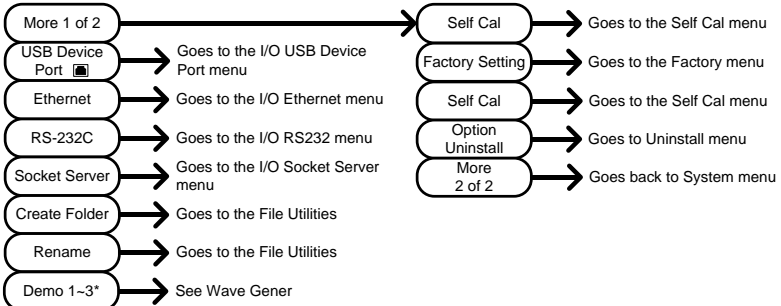 More 1 of 2
USB Device
Port
Goes to the I/O USB Device
Port menu
Ethernet
Goes to the I/O Ethernet menu
RS-232C
Goes to the I/O RS232 menu
Socket Server
Goes to the I/O Socket Server
menu
Create Folder
Goes to the File Utilities
Rename
Goes to the File Utilities
Demo 1~3*
See Wave Gener
Self Cal
Goes to the Self Cal menu
Factory Setting
Goes to the Factory menu
Self Cal
Goes to the Self Cal menu
Option
Uninstall
Goes to Uninstall menu
More
2 of 2
Goes back to System menu